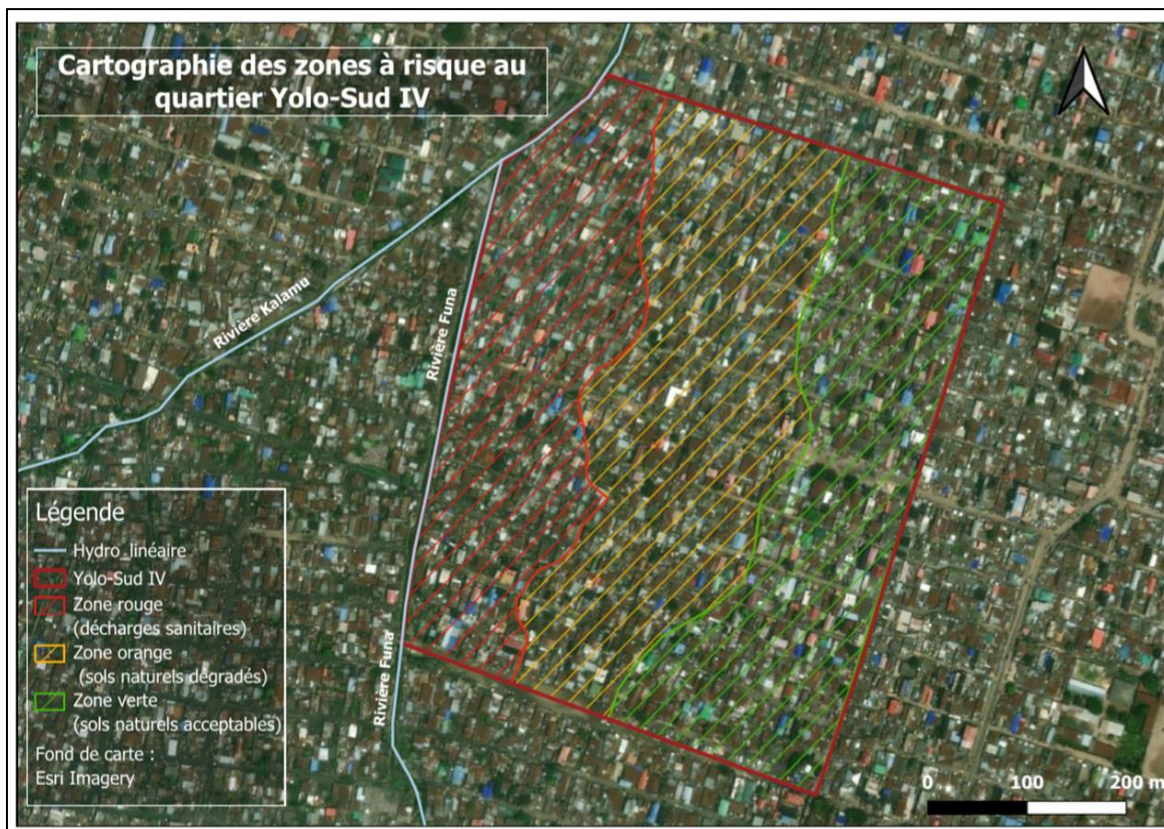 Cartographie des zones à risque au
quartier Yolo-Sud IV
Rivière Kalamu
Rivière Funa
Rivière Funa
Légende
Hydro_linéaire
Yolo-Sud IV
Zone rouge
(décharges sanitaires)
Zone orange
(sols naturels dégradés)
Zone verte
(sols naturels acceptables)
Fond de carte :
Esri Imagery
0 100 200 m